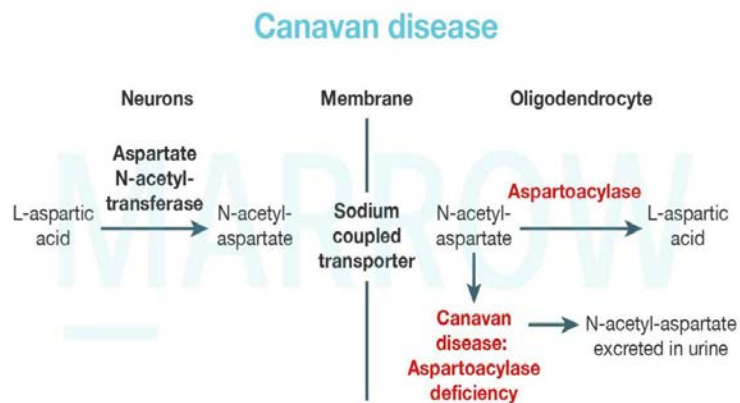 Canavan disease
Neurons
Membrane
Oligodendrocyte
Aspartate
N-acetyl-
transferase
L-aspartic
acid
N-acetyl-
aspartate
Sodium
coupled
transporter
N-acetyl-
aspartate
Aspartoacylase
L-aspartic
acid
Canavan
disease:
Aspartoacylase
deficiency
N-acetyl-aspartate
excreted in urine
MARROW